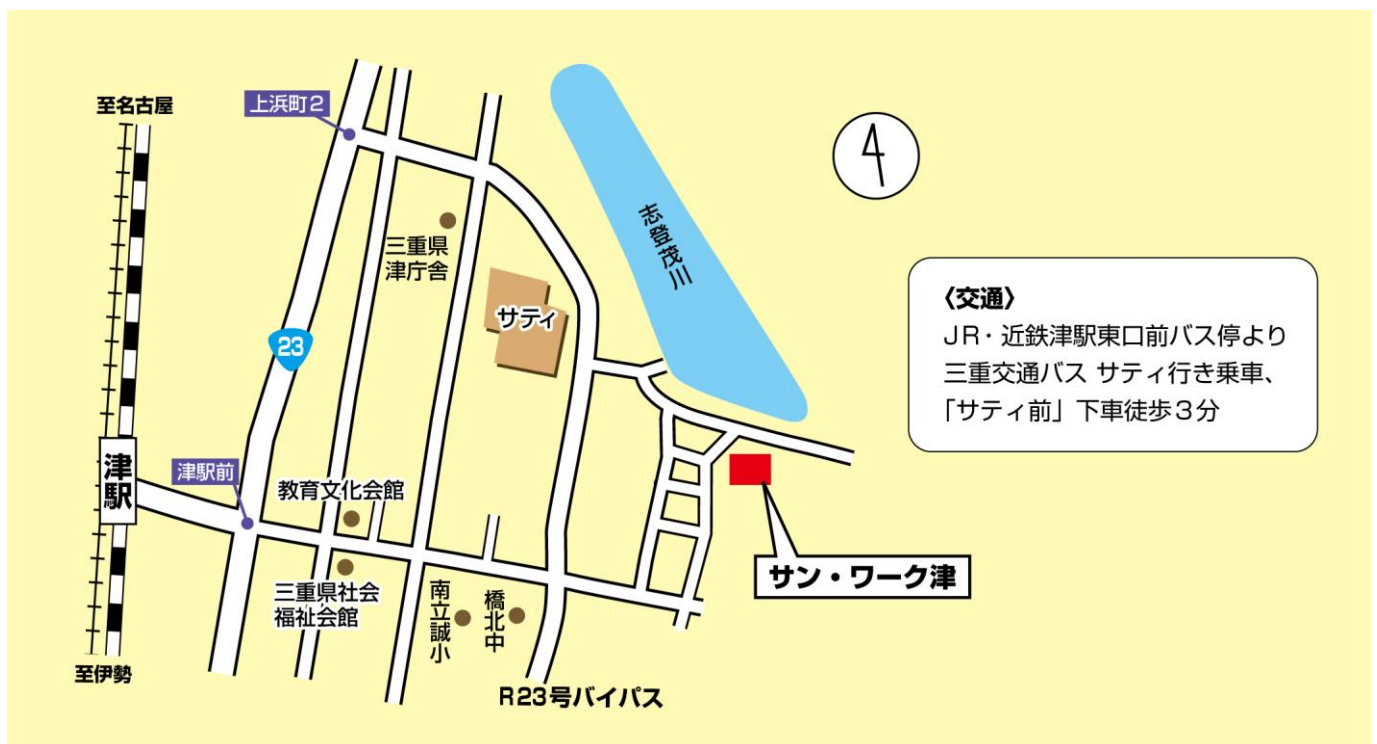 至名古屋
上浜町2
三重県
津庁舎
志登茂川
サティ
23
〈交通〉
JR・近鉄津駅東口前バス停より
三重交通バス サティ行き乗車、
「サティ前」下車徒歩3分
津駅
津駅前
教育文化会館
サン・ワーク津
三重県社会
福祉会館
南立誠小
橋北中
至伊勢
R23号バイパス